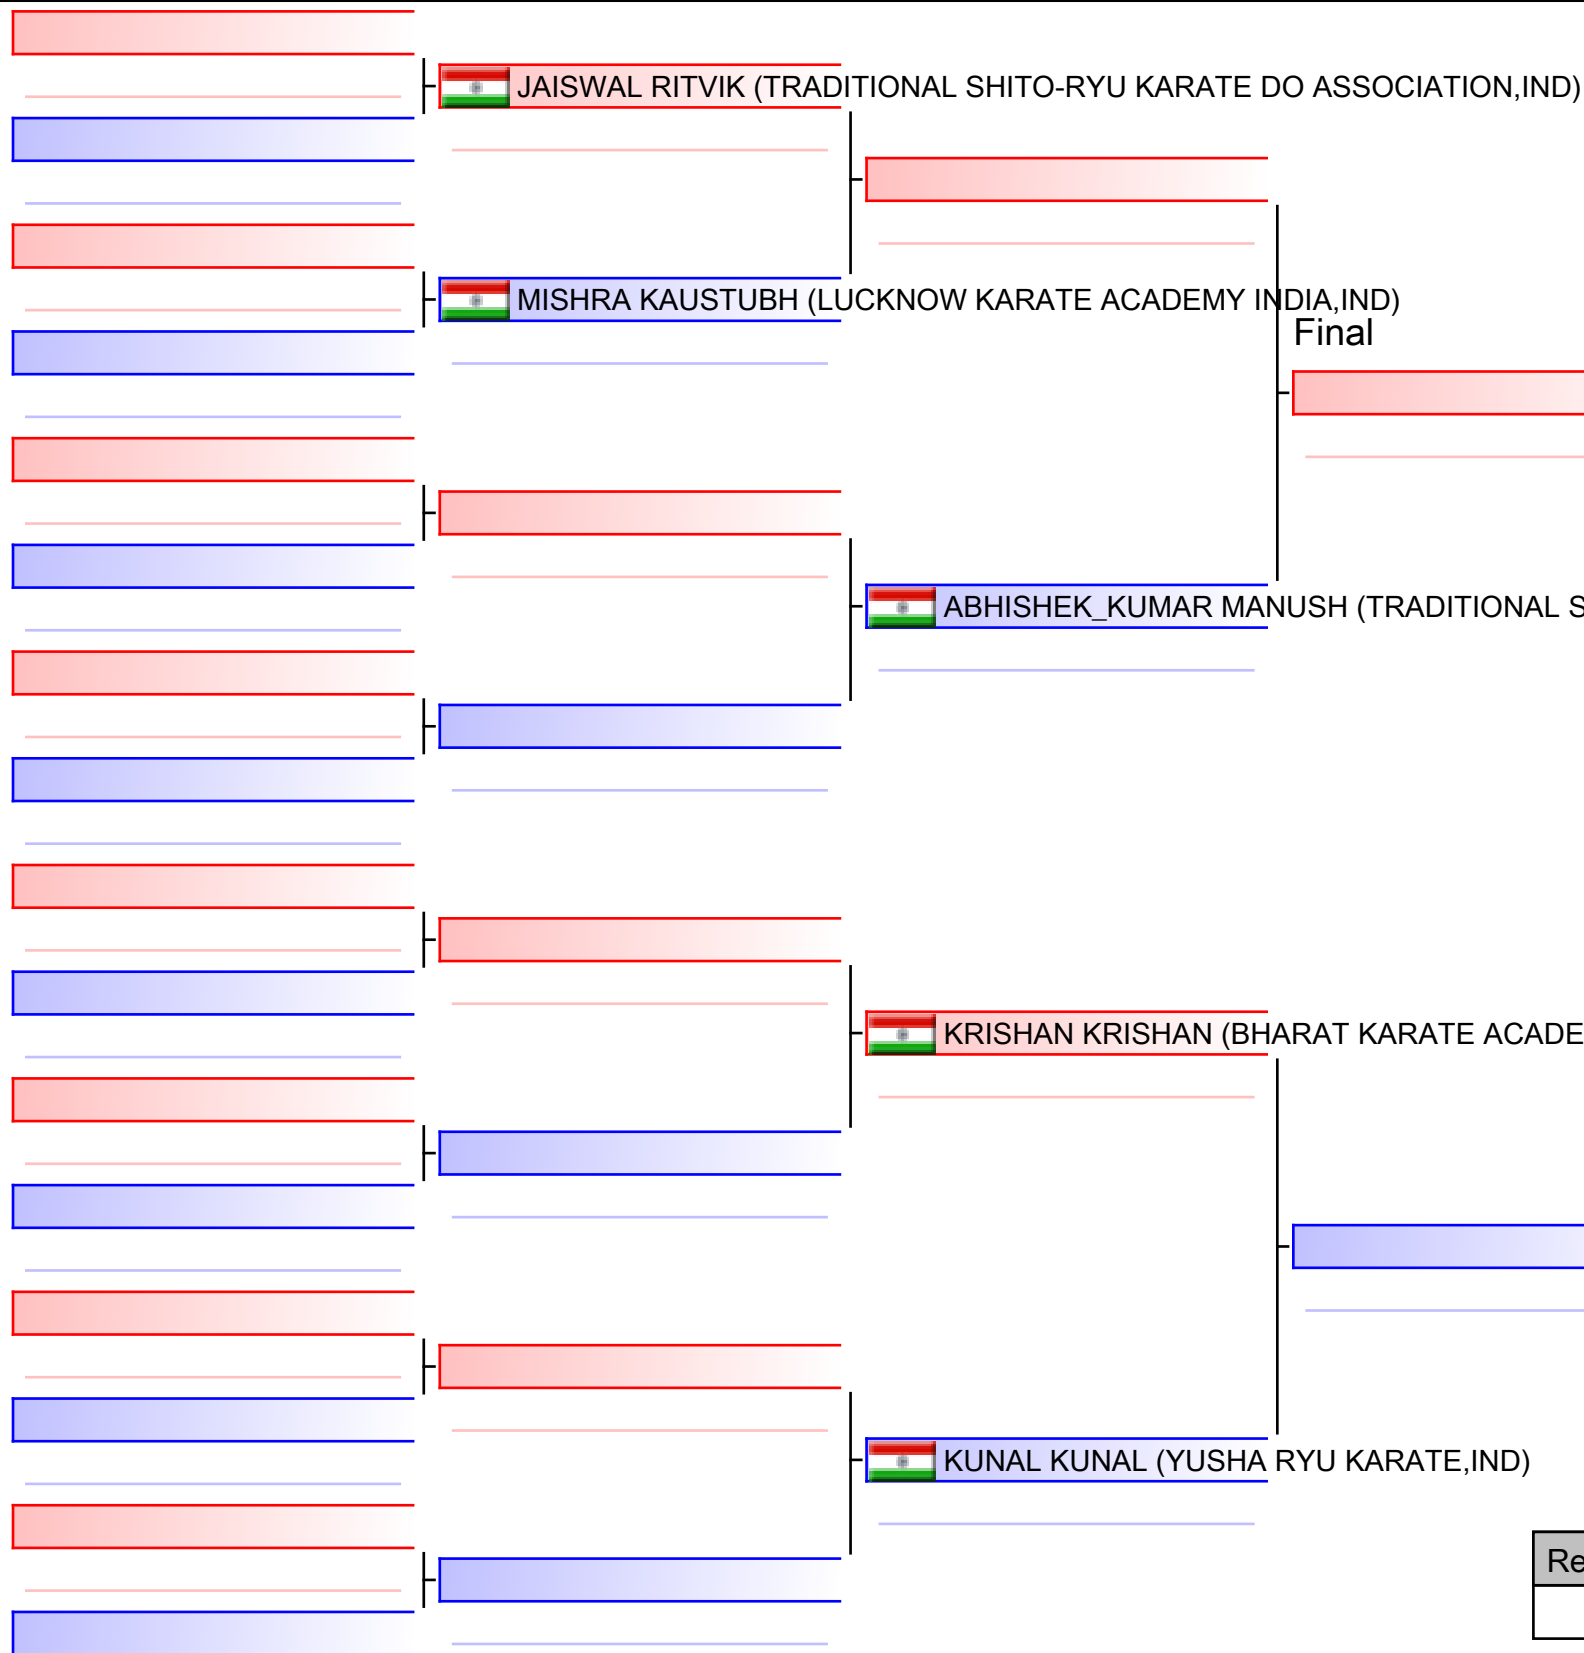 JAISWAL RITVIK (TRADITIONAL SHITO-RYU KARATE DO ASSOCIATION,IND)
MISHRA KAUSTUBH (LUCKNOW KARATE ACADEMY INDIA,IND)
Final
ABHISHEK_KUMAR MANUSH (TRADITIONAL S
KRISHAN KRISHAN (BHARAT KARATE ACADE
KUNAL KUNAL (YUSHA RYU KARATE,IND)
Re